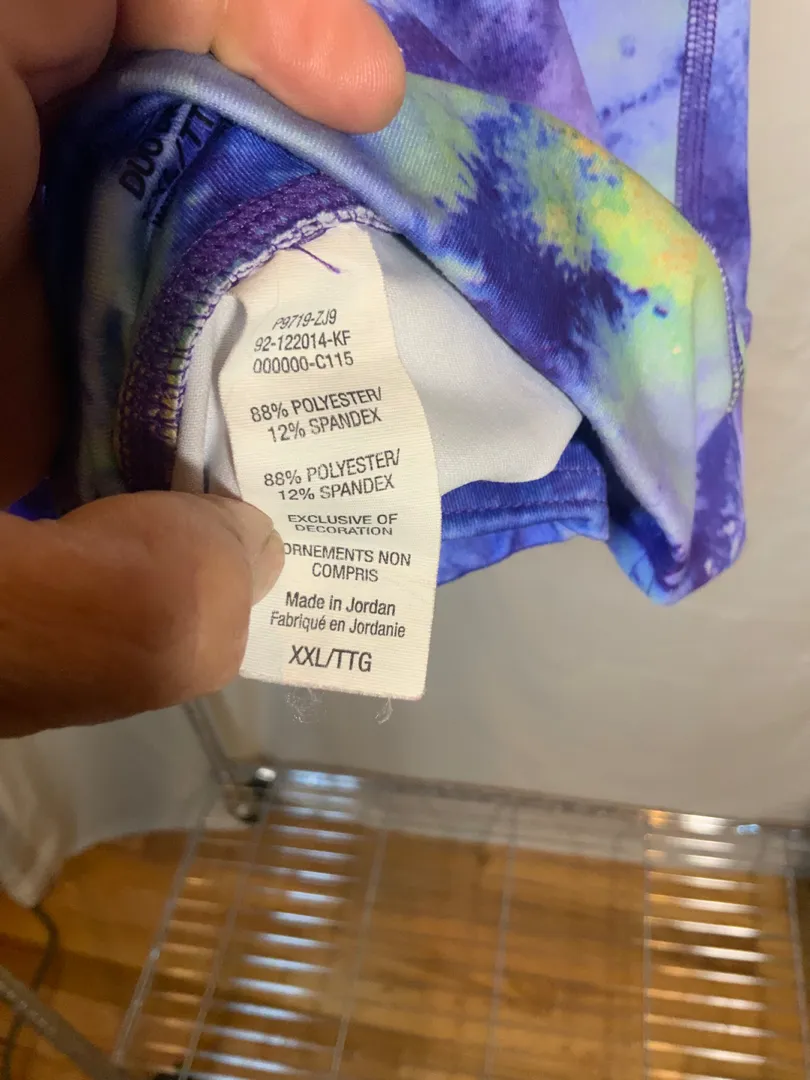 DUO
P9719-ZJ9
92-122014-KF
000000-C115
88% POLYESTER/
12% SPANDEX
88% POLYESTER/
12% SPANDEX
EXCLUSIVE OF
DECORATION
ORNEMENTS NON
COMPRIS
Made in Jordan
Fabriqué en Jordanie
XXL/TTG